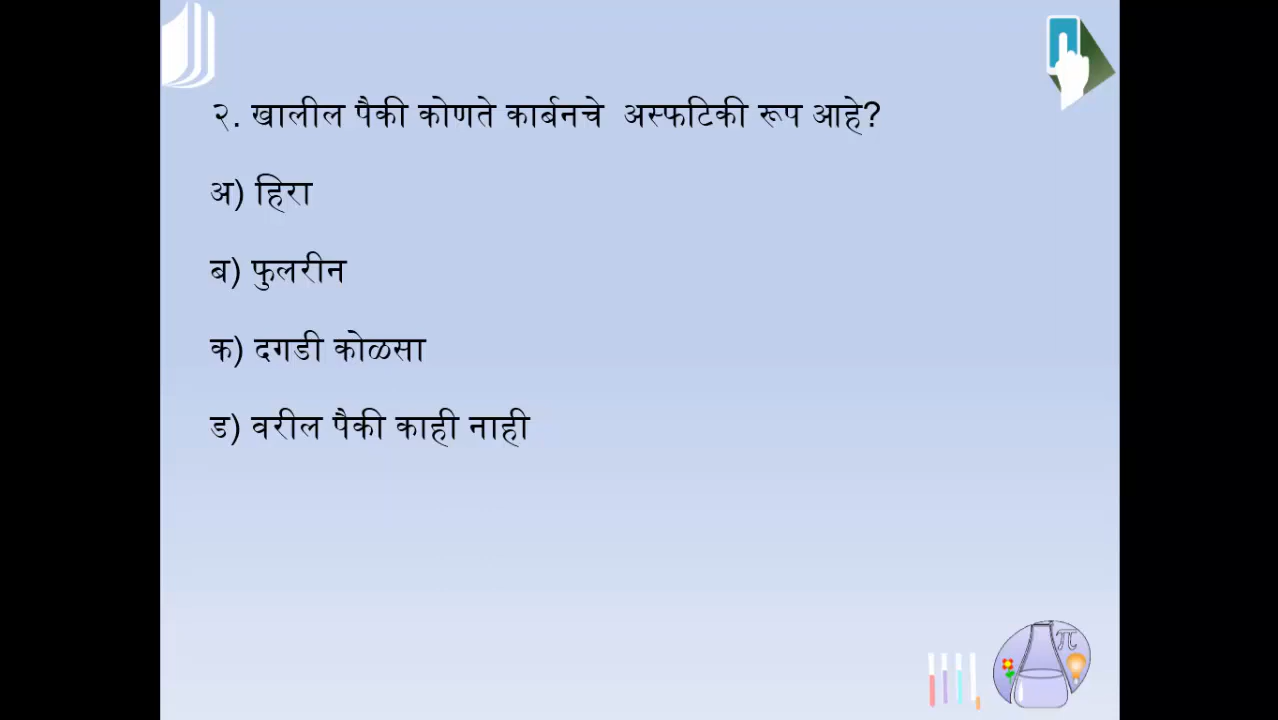 २. खालील पैकी कोणते कार्बनचे अस्फटिकी रूप आहे?
अ) हिरा
ब) फुलरीन
क) दगडी कोळसा
ड) वरील पैकी काही नाही
π